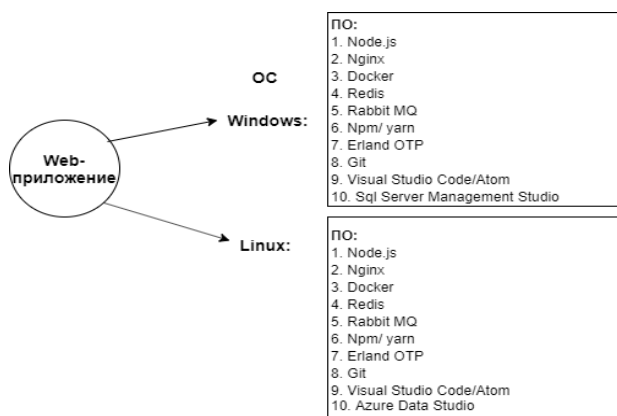 Web-
приложение
ОС
Windows:
ПО:
1. Node.js
2. Nginx
3. Docker
4. Redis
5. Rabbit MQ
6. Npm/ yarn
7. Erland OTP
8. Git
9. Visual Studio Code/Atom
10. Sql Server Management Studio
Linux:
ПО:
1. Node.js
2. Nginx
3. Docker
4. Redis
5. Rabbit MQ
6. Npm/ yarn
7. Erland OTP
8. Git
9. Visual Studio Code/Atom
10. Azure Data Studio